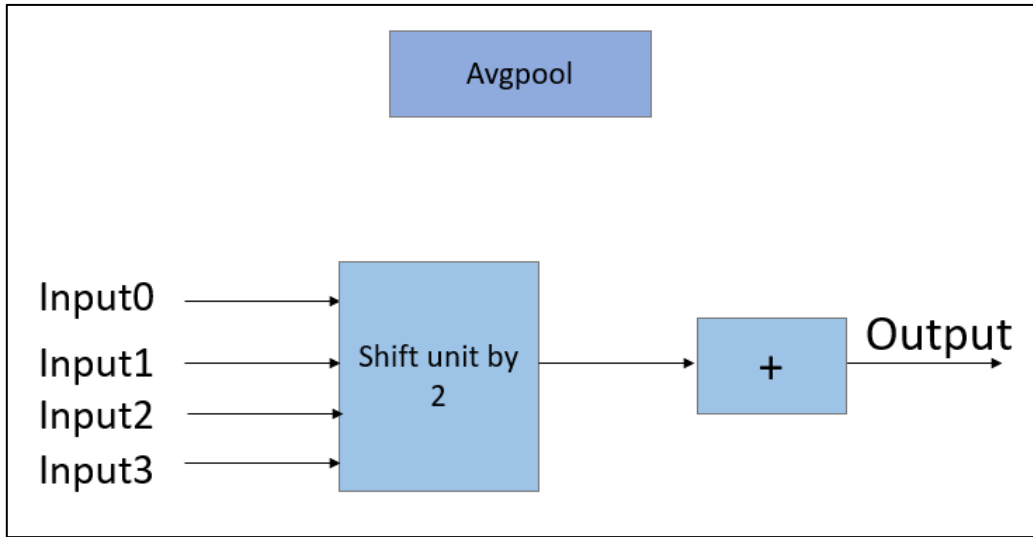 Avgpool
Input0
Input1
Input2
Input3
Shift unit by
2
+
Output